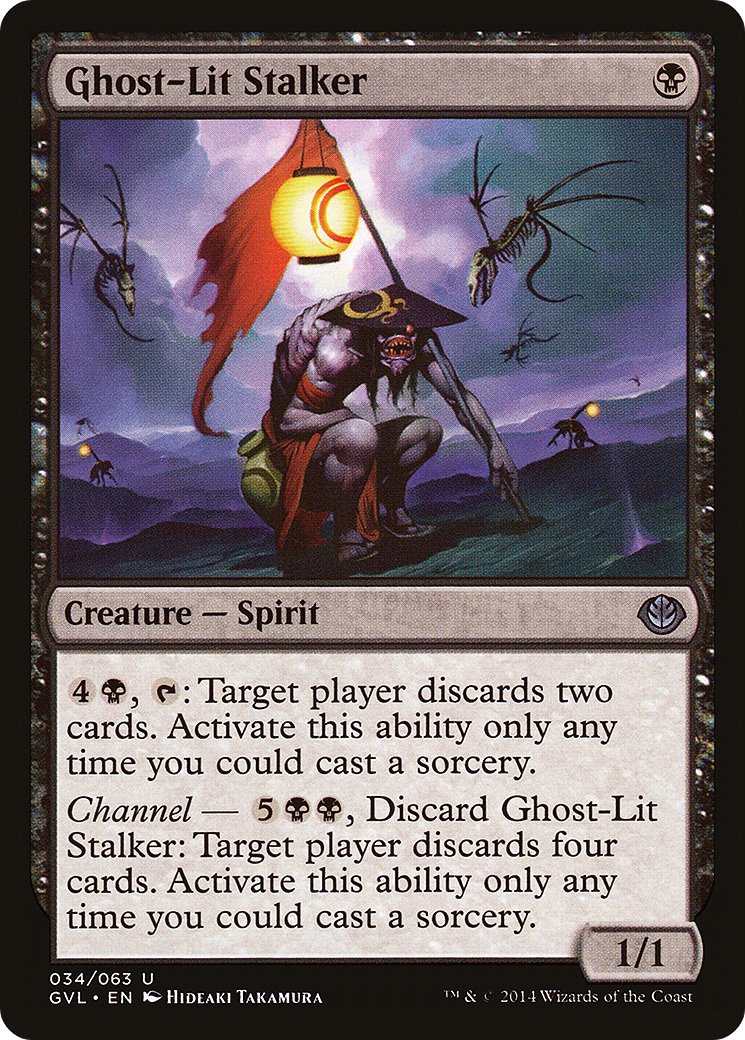 Ghost-Lit Stalker
Creature — Spirit
4, : Target player discards two
cards. Activate this ability only any
time you could cast a sorcery.
Channel — 5, Discard Ghost-Lit
Stalker: Target player discards four
cards. Activate this ability only any
time you could cast a sorcery.
1/1
034/063 U
GVL • EN HIDEAKI TAKAMURA
™ & © 2014 Wizards of the Coast